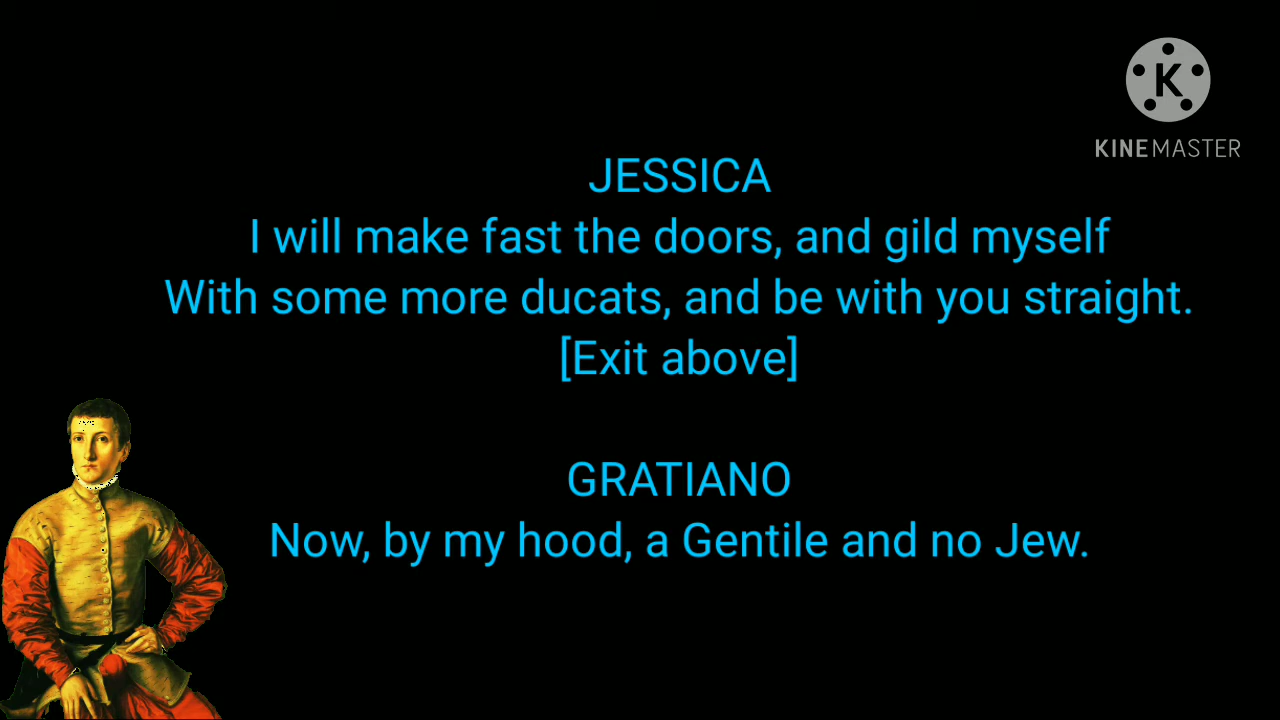 K
KINEMASTER
JESSICA
I will make fast the doors, and gild myself
With some more ducats, and be with you straight.
[Exit above]
GRATIANO
Now, by my hood, a Gentile and no Jew.